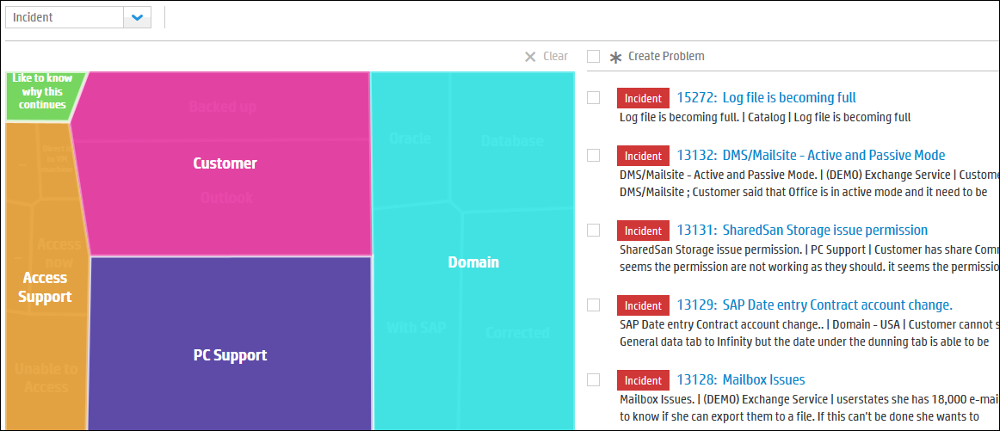 Incident
Clear
Create Problem
Like to know
why this
continues
Backed up
Customer
Outlook
Oracle
Database
Access
now
Access
Support
Domain
With SAP
Corrected
PC Support
Unable to
Access
Incident 15272: Log file is becoming full
Log file is becoming full. | Catalog | Log file is becoming full
Incident 13132: DMS/Mailsite - Active and Passive Mode
DMS/Mailsite - Active and Passive Mode. | (DEMO) Exchange Service | Custome
DMS/Mailsite ; Customer said that Office is in active mode and it need to be
Incident 13131: SharedSan Storage issue permission
SharedSan Storage issue permission. | PC Support | Customer has share Com
seems the permission are not working as they should. it seems the permissio
Incident 13129: SAP Date entry Contract account change.
SAP Date entry Contract account change.. | Domain - USA | Customer cannot s
General data tab to Infinity but the date under the dunning tab is able to be
Incident 13128: Mailbox Issues
Mailbox Issues. | (DEMO) Exchange Service | userstates she has 18,000 e-mai
to know if she can export them to a file. If this can't be done she wants to